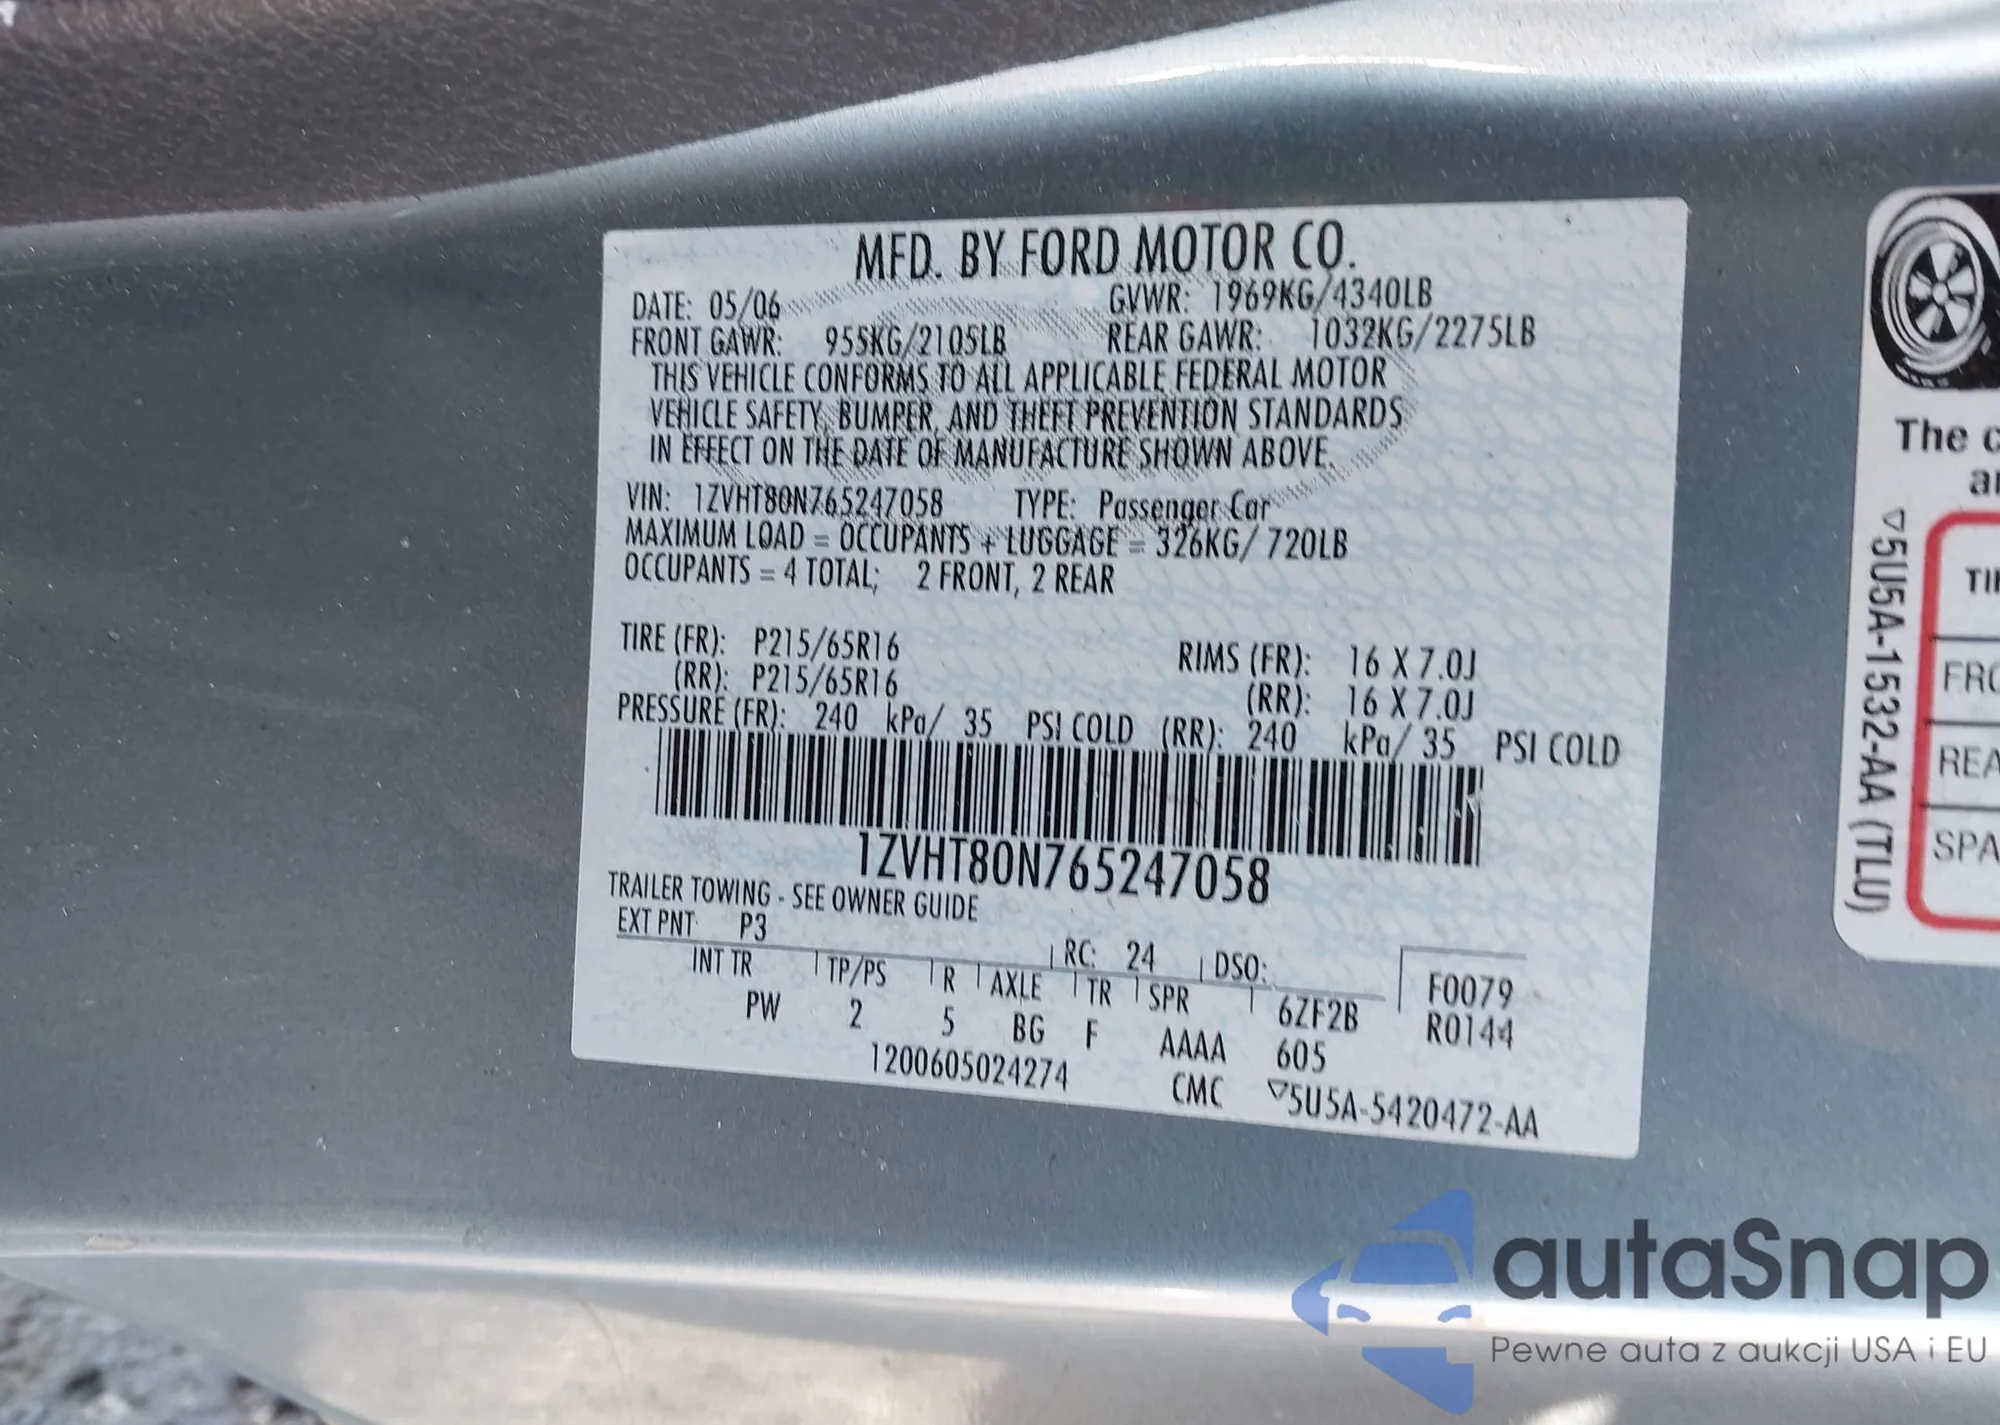 MFD. BY FORD MOTOR CO.
DATE: 05/06 GVWR: 1969KG/4340LB
FRONT GAWR: 955KG/2105LB REAR GAWR: 1032KG/2275LB
THIS VEHICLE CONFORMS TO ALL APPLICABLE FEDERAL MOTOR
VEHICLE SAFETY, BUMPER, AND THEFT PREVENTION STANDARDS
IN EFFECT ON THE DATE OF MANUFACTURE SHOWN ABOVE.
VIN: 1ZVHT80N765247058 TYPE: Passenger Car
MAXIMUM LOAD = OCCUPANTS + LUGGAGE = 326KG/ 720LB
OCCUPANTS = 4 TOTAL; 2 FRONT, 2 REAR
TIRE (FR): P215/65R16 RIMS (FR): 16 X 7.0J
(RR): P215/65R16 (RR): 16 X 7.0J
PRESSURE (FR): 240 kPa/ 35 PSI COLD (RR): 240 kPa/ 35 PSI COLD
1ZVHT80N765247058
TRAILER TOWING - SEE OWNER GUIDE
EXT PNT: P3 RC: 24 DSO: F0079
INT TR TP/PS R AXLE TR SPR 6ZF2B R0144
PW 2 5 BG F AAAA 605
1200605024274 CMC ▽5U5A-5420472-AA
The c
a
▽5U5A-1532-AA (TLU)
TI
FRO
REA
SPA
autaSnap
Pewne auta z aukcji USA i EU